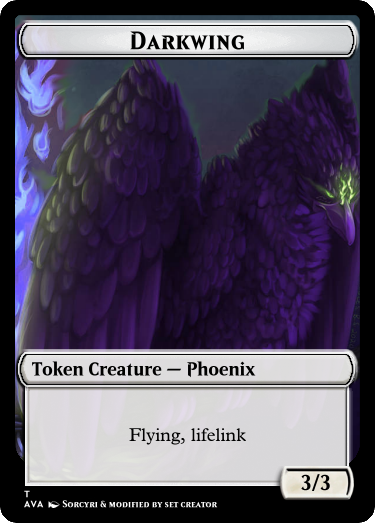 Darkwing
Token Creature — Phoenix
Flying, lifelink
3/3
T
AVA Sorcyri & modified by set creator